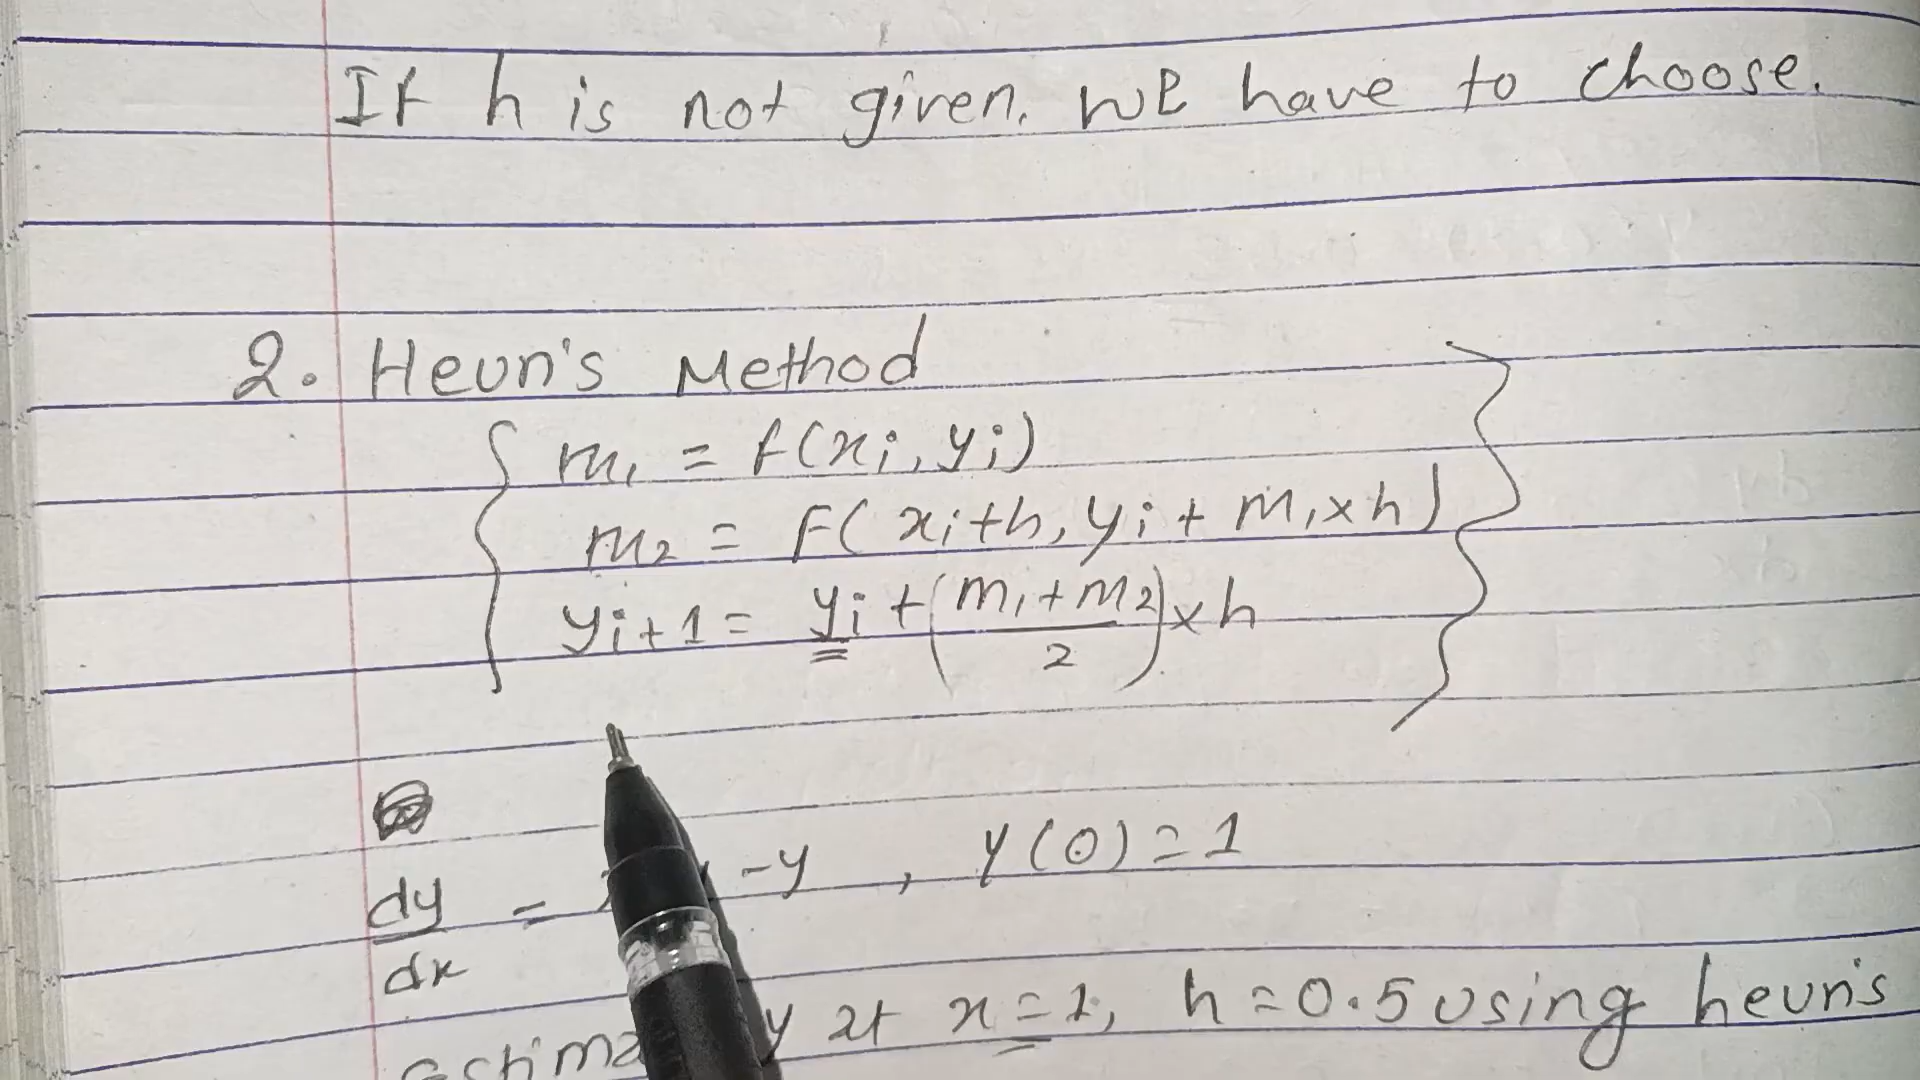 If h is not given. we have to choose.
2. Heun's Method
m₁ = f(xᵢ, yᵢ)
m₂ = F(xᵢ+h, yᵢ + m₁×h)
yᵢ+1 = yᵢ + (m₁+m₂/2)×h
dy/dx = -y , y(0)=1
y at x=1, h=0.5 using heun's